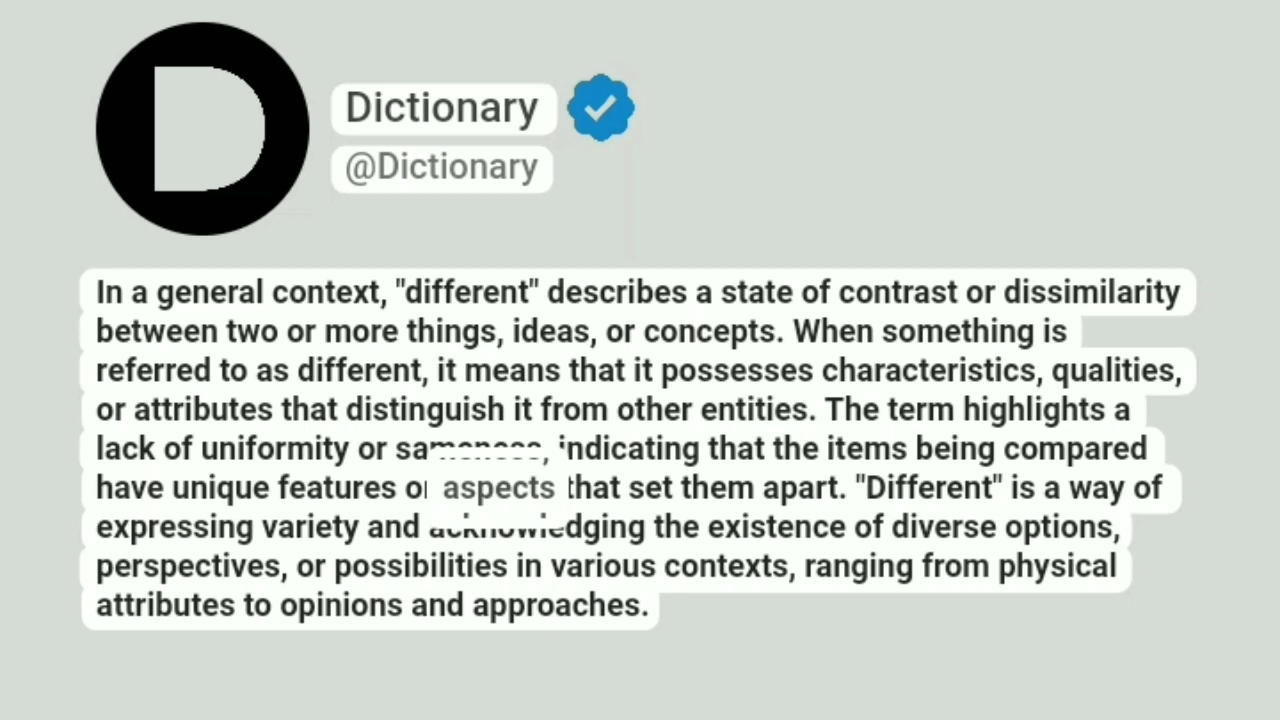 Dictionary
@Dictionary
In a general context, "different" describes a state of contrast or dissimilarity
between two or more things, ideas, or concepts. When something is
referred to as different, it means that it possesses characteristics, qualities,
or attributes that distinguish it from other entities. The term highlights a
lack of uniformity or sameness, indicating that the items being compared
have unique features or aspects that set them apart. "Different" is a way of
expressing variety and acknowledging the existence of diverse options,
perspectives, or possibilities in various contexts, ranging from physical
attributes to opinions and approaches.